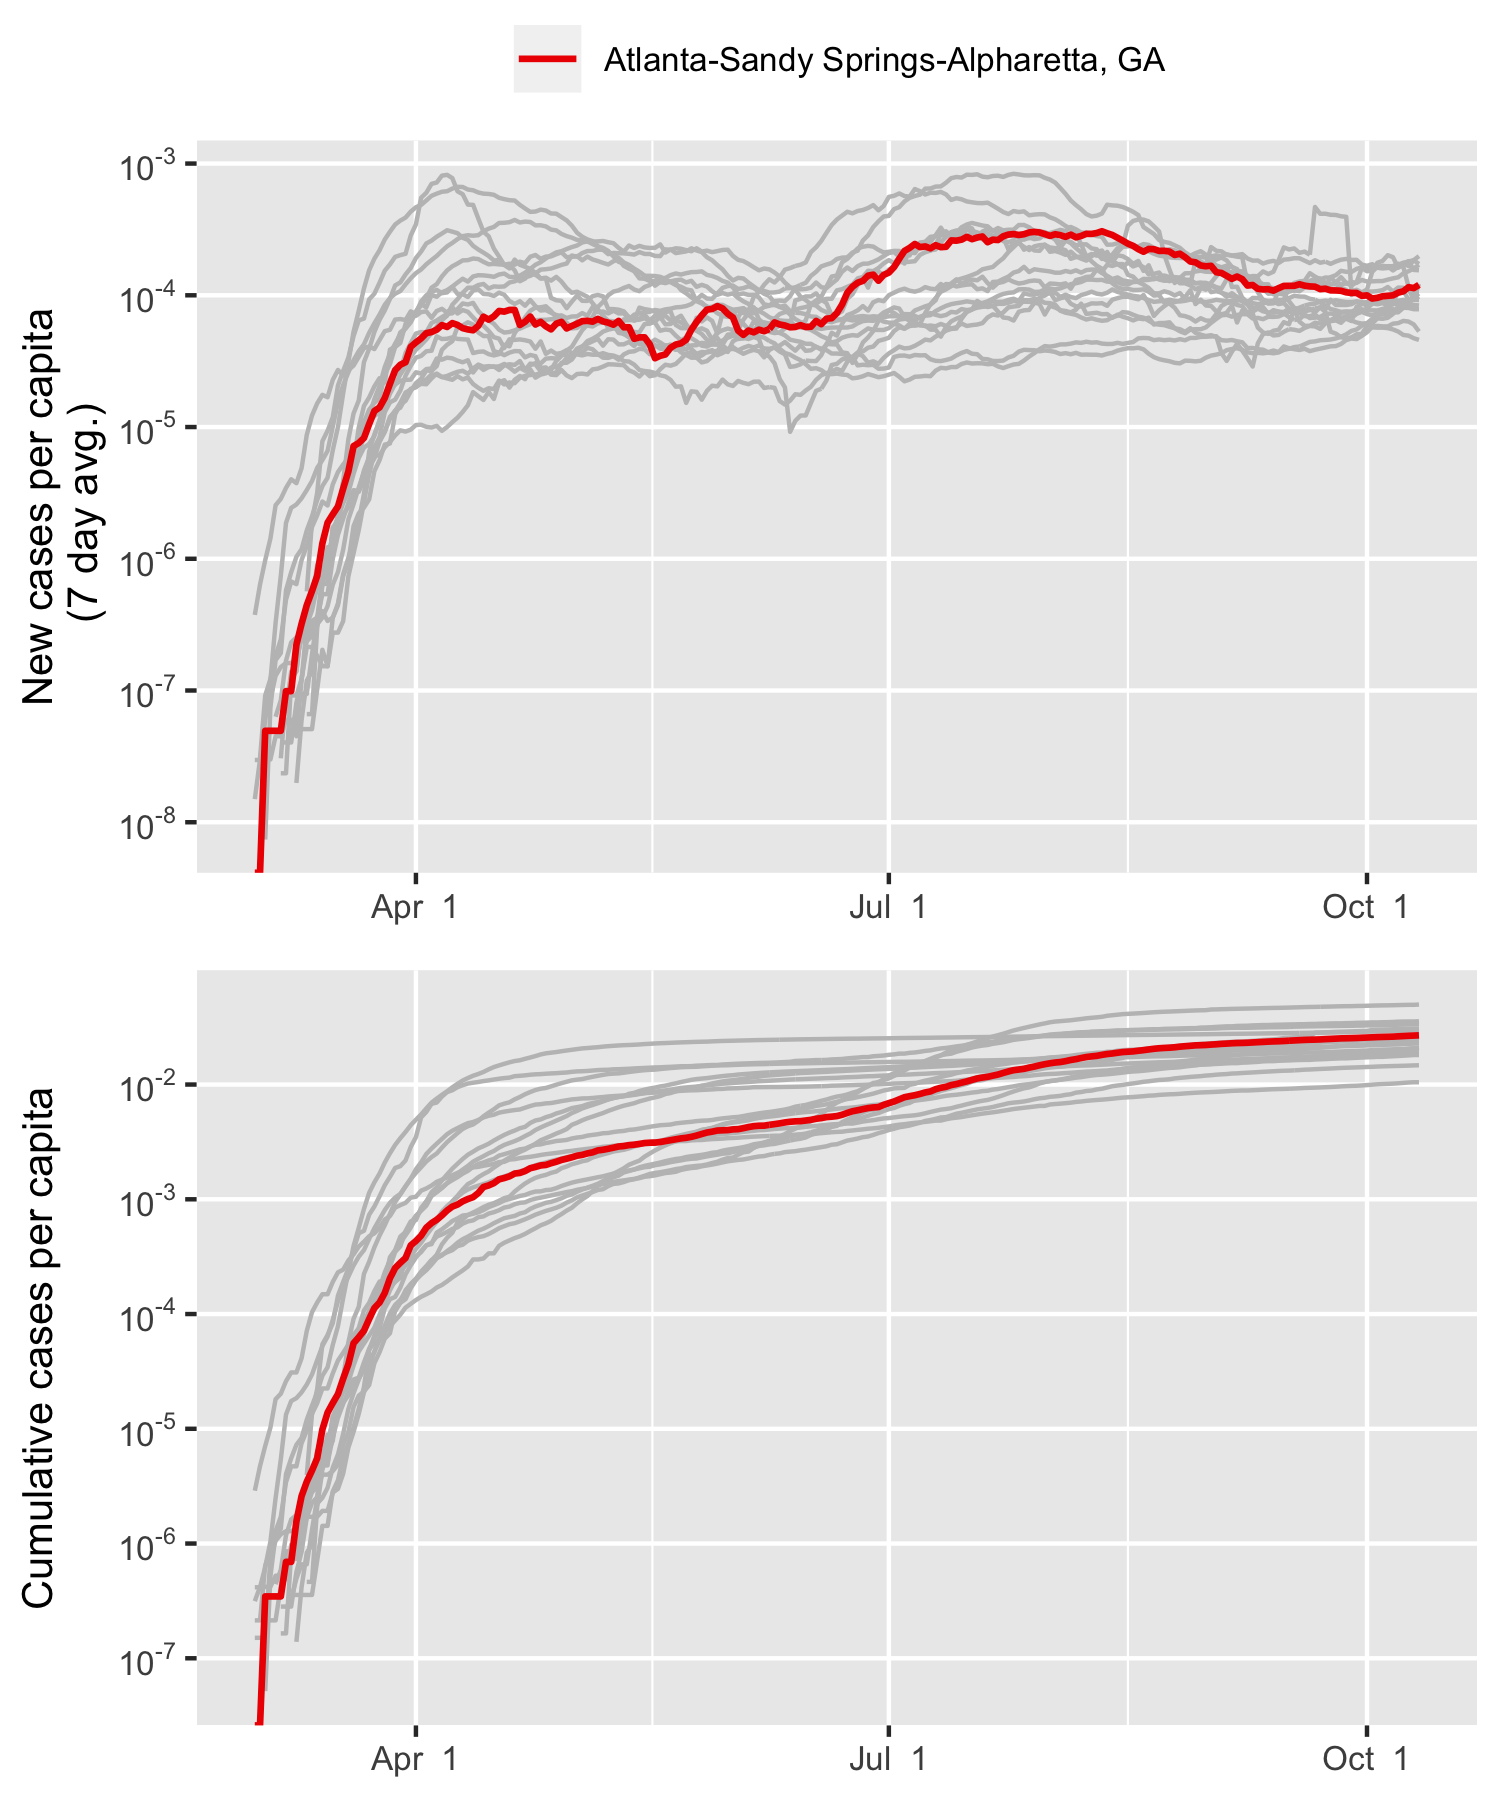 Atlanta-Sandy Springs-Alpharetta, GA
New cases per capita
(7 day avg.)
10^-3
10^-4
10^-5
10^-6
10^-7
10^-8
Apr 1
Jul 1
Oct 1
Cumulative cases per capita
10^-2
10^-3
10^-4
10^-5
10^-6
10^-7
Apr 1
Jul 1
Oct 1